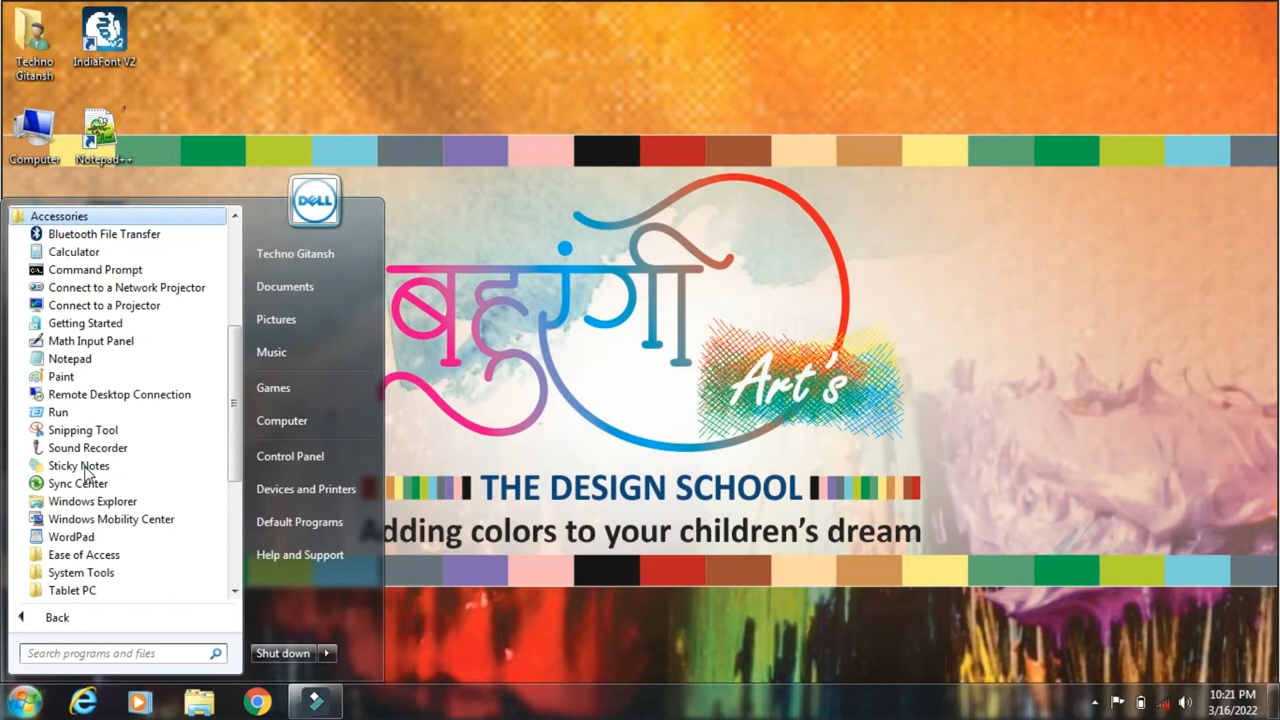 Techno
Gitansh
IndiaFont V2
Computer
Notepad++
DELL
Accessories
Bluetooth File Transfer
Calculator
Command Prompt
Connect to a Network Projector
Connect to a Projector
Getting Started
Math Input Panel
Notepad
Paint
Remote Desktop Connection
Run
Snipping Tool
Sound Recorder
Sticky Notes
Sync Center
Windows Explorer
Windows Mobility Center
WordPad
Ease of Access
System Tools
Tablet PC
Back
Search programs and files
Techno Gitansh
Documents
Pictures
Music
Games
Computer
Control Panel
Devices and Printers
Default Programs
Help and Support
Shut down
बहुरंगी
Art's
THE DESIGN SCHOOL
Adding colors to your children's dream
10:21 PM
3/16/2022